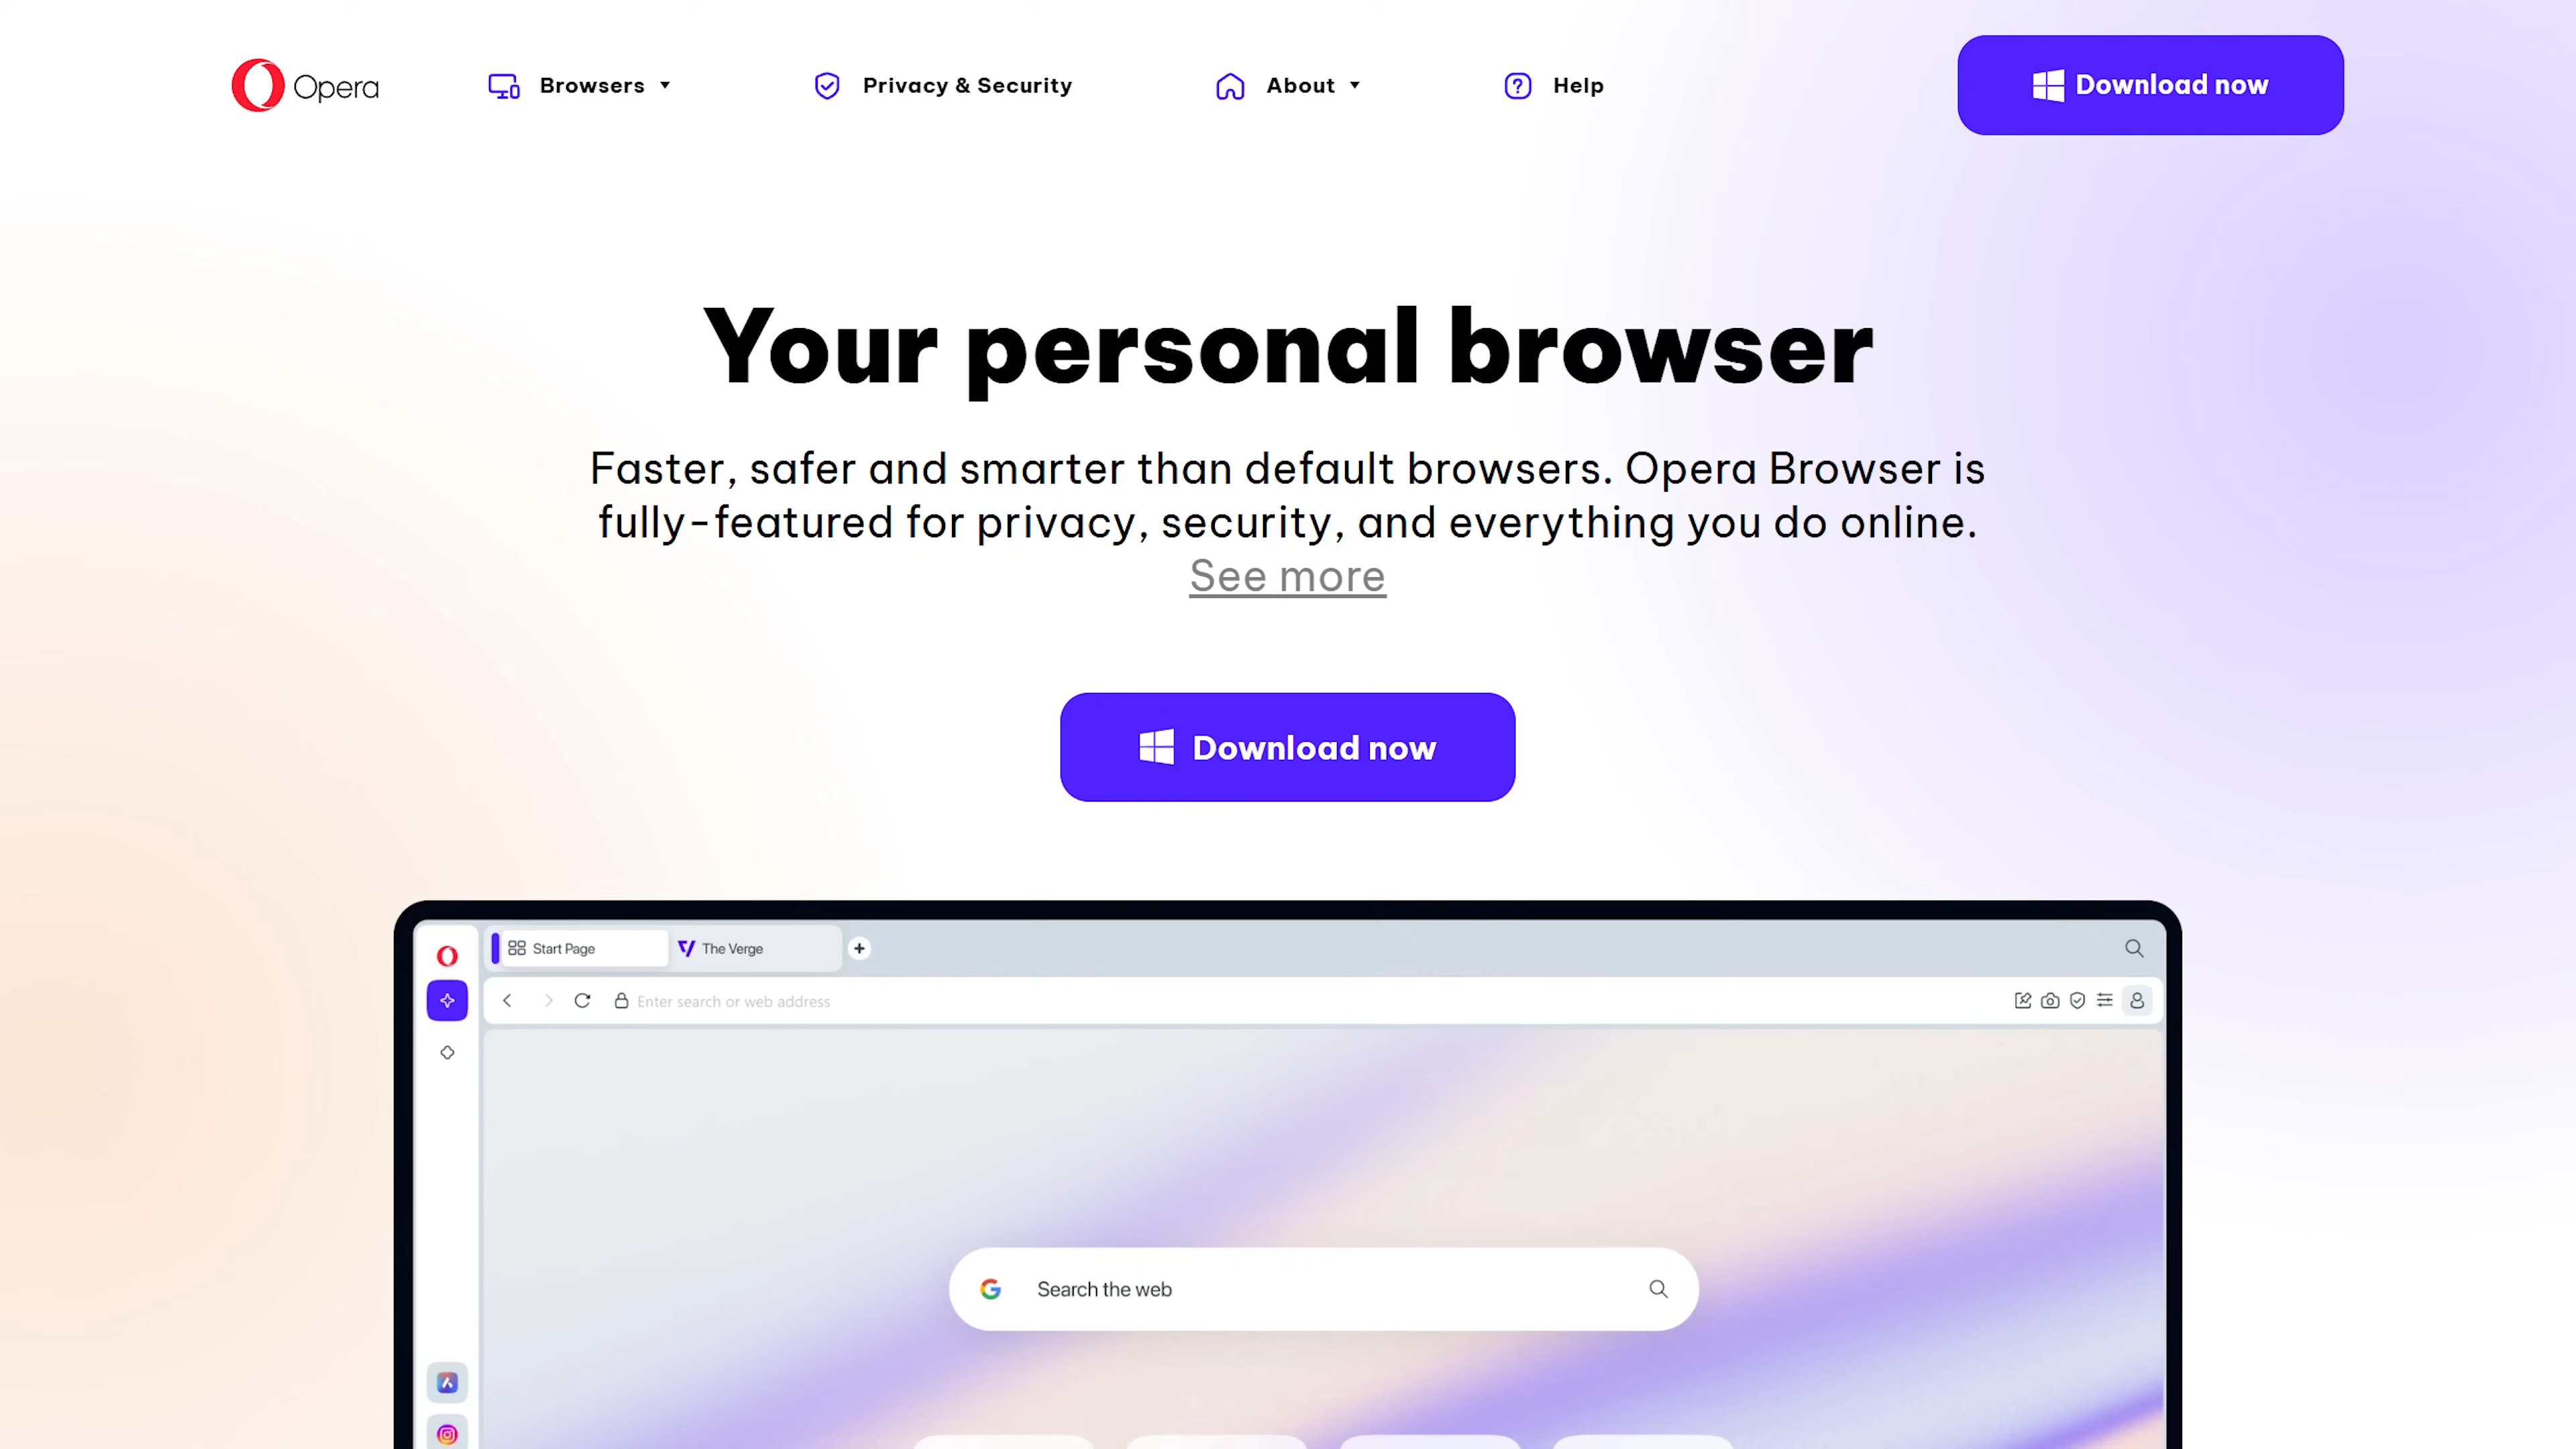 Opera
Browsers
Privacy & Security
About
Help
Download now
Your personal browser
Faster, safer and smarter than default browsers. Opera Browser is
fully-featured for privacy, security, and everything you do online.
See more
Download now
Start Page
The Verge
Enter search or web address
Search the web